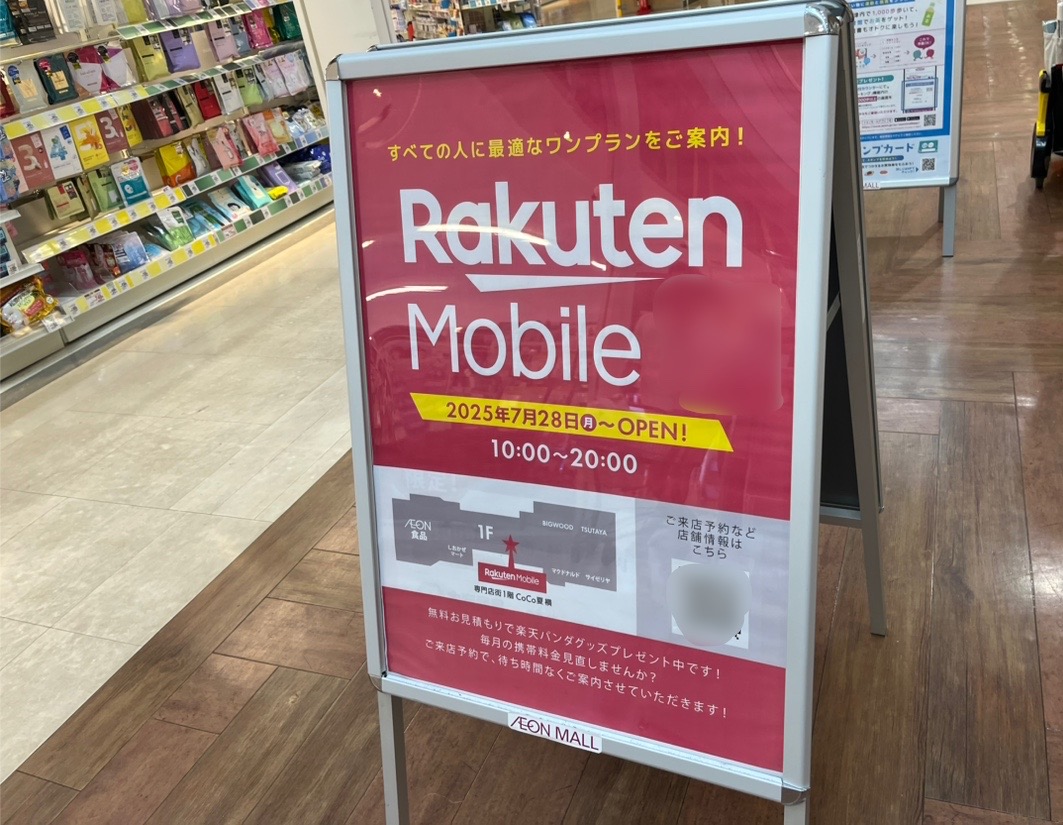 すべての人に最適なワンプランをご案内！
Rakuten
Mobile
2025年7月28日(月)〜OPEN!
10:00〜20:00
ÆON
食品
1F
BIGWOOD TSUTAYA
しおかぜ
マクドナルド サイゼリヤ
Rakuten Mobile
専門店街1階 CoCo夏 横
ご来店予約など
店舗情報は
こちら
無料お見積もりで楽天パンダグッズプレゼント中です！
毎月の携帯料金見直しませんか？
ご来店予約で、待ち時間なくご案内させていただきます！
ÆON MALL
MALL